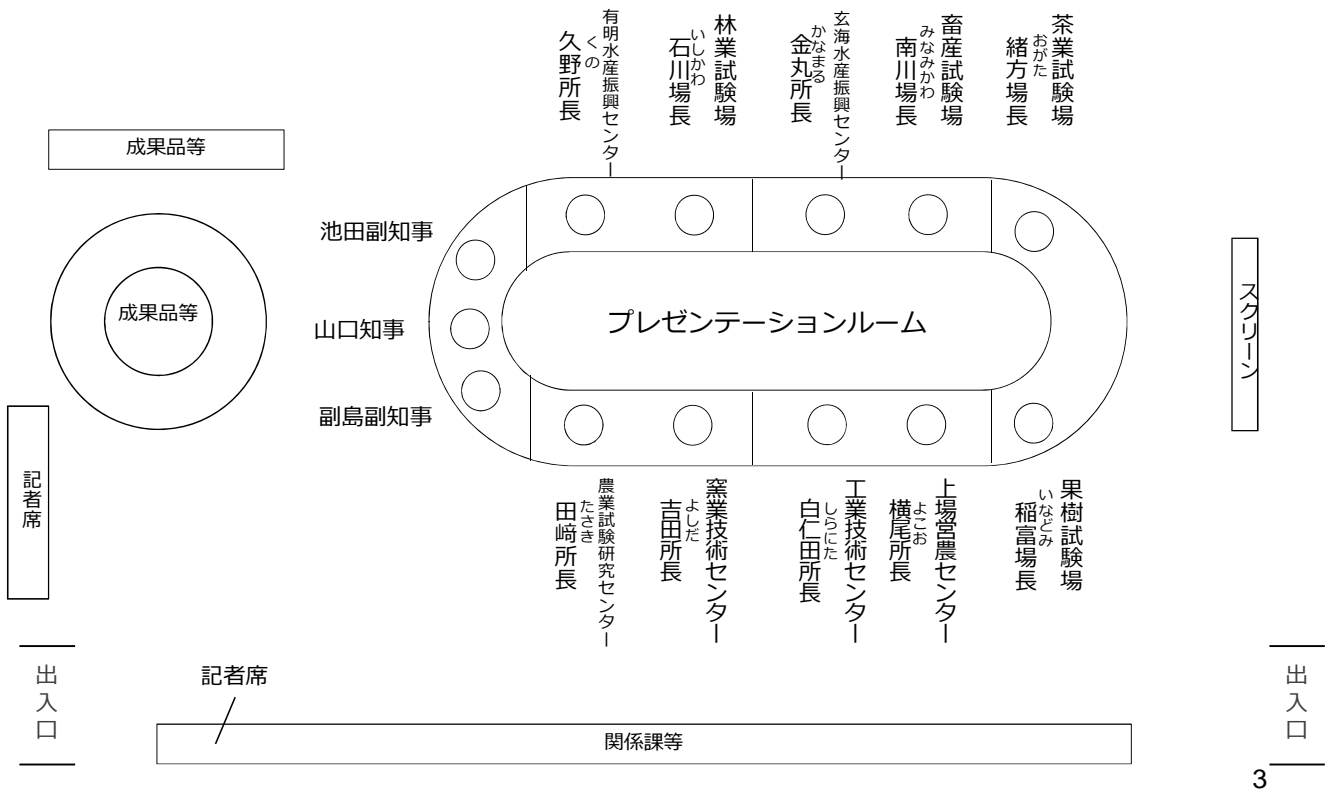 茶業試験場
おがた
緒方場長
畜産試験場
みなみかわ
南川場長
玄海水産振興センター
かなまる
金丸所長
林業試験場
いしかわ
石川場長
有明水産振興センター
くの
久野所長
成果品等
成果品等
池田副知事
山口知事
副島副知事
プレゼンテーションルーム
スクリーン
記者席
果樹試験場
いなどみ
稲富場長
上場営農センター
よこお
横尾所長
工業技術センター
しらにた
白仁田所長
窯業技術センター
よしだ
吉田所長
農業試験研究センター
たさき
田﨑所長
出入口
記者席
関係課等
出入口
3